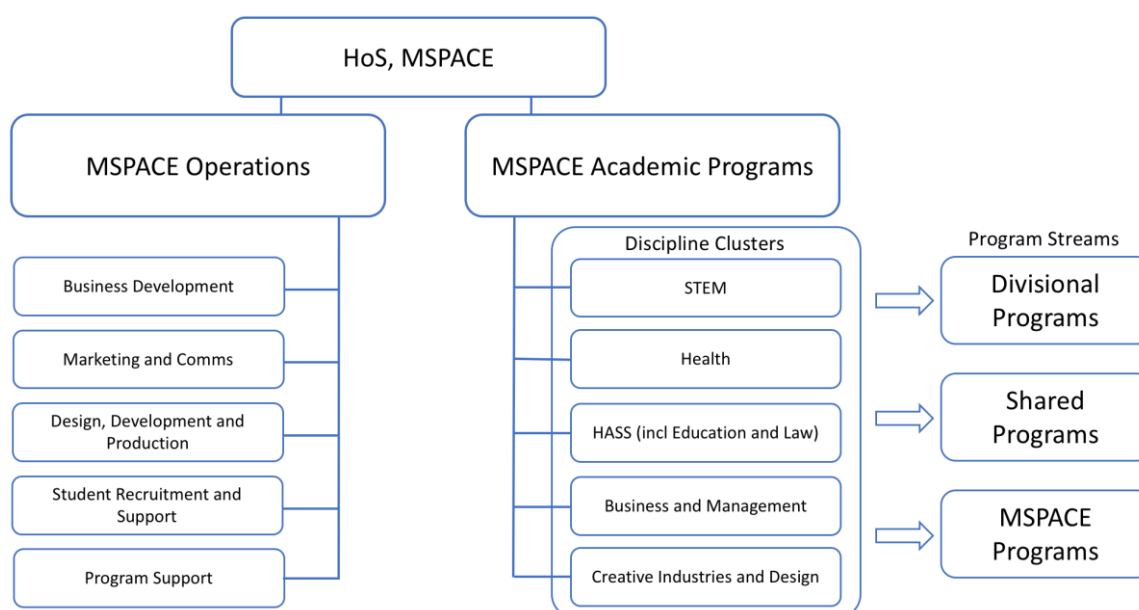 HoS, MSPACE
MSPACE Operations
MSPACE Academic Programs
Business Development
Marketing and Comms
Design, Development and
Production
Student Recruitment and
Support
Program Support
Discipline Clusters
STEM
Health
HASS (incl Education and Law)
Business and Management
Creative Industries and Design
Program Streams
Divisional
Programs
Shared
Programs
MSPACE
Programs